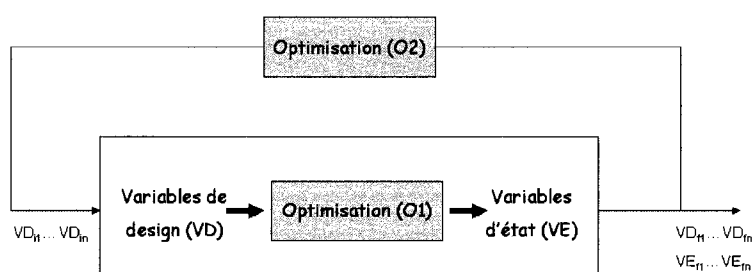 Optimisation (O2)
Variables de
design (VD)
Optimisation (O1)
Variables
d'état (VE)
VDi1... VDin
VDf1... VDfn
VEf1... VEfn